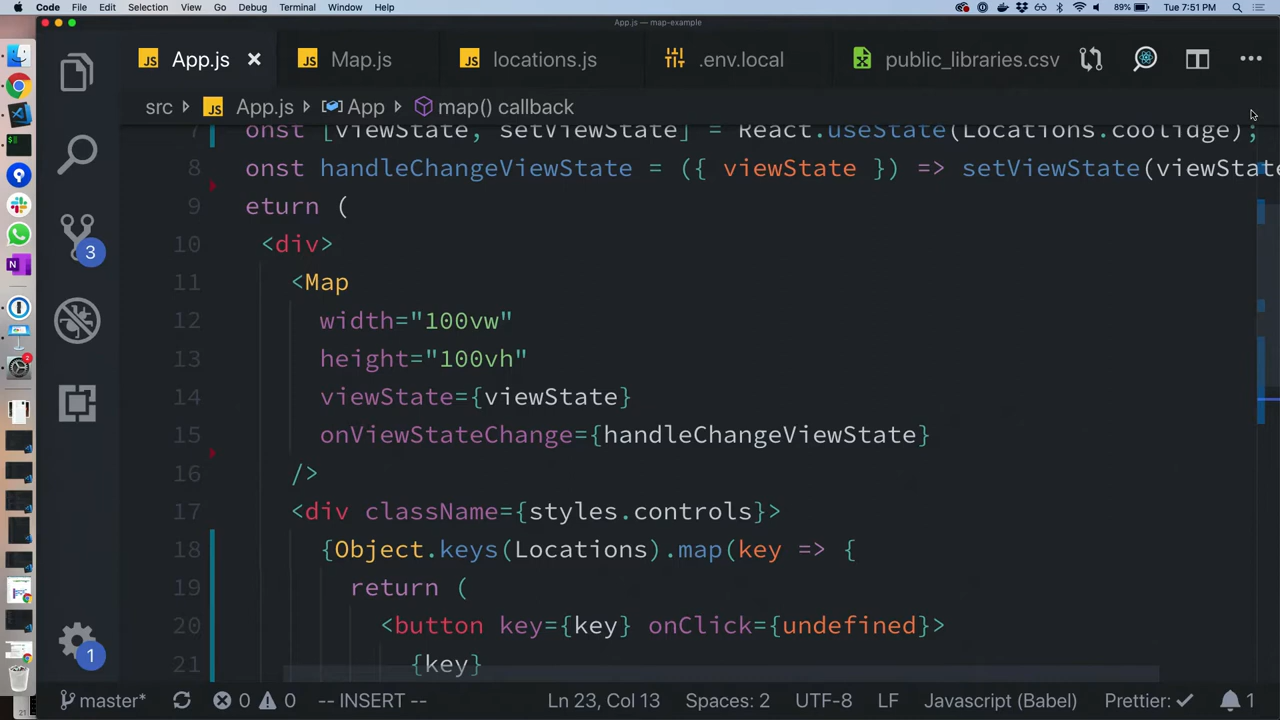 Code File Edit Selection View Go Debug Terminal Window Help 89% Tue 7:51 PM
App.js — map-example
JS App.js JS Map.js JS locations.js .env.local public_libraries.csv
src JS App.js App map() callback
7 onst [viewState, setViewState] = React.useState(Locations.coolidge);
8 onst handleChangeViewState = ({ viewState }) => setViewState(viewState
9 eturn (
10 <div>
11 <Map
12 width="100vw"
13 height="100vh"
14 viewState={viewState}
15 onViewStateChange={handleChangeViewState}
16 />
17 <div className={styles.controls}>
18 {Object.keys(Locations).map(key => {
19 return (
20 <button key={key} onClick={undefined}>
21 {key}
3
1
master* 0 0 -- INSERT -- Ln 23, Col 13 Spaces: 2 UTF-8 LF Javascript (Babel) Prettier: 1